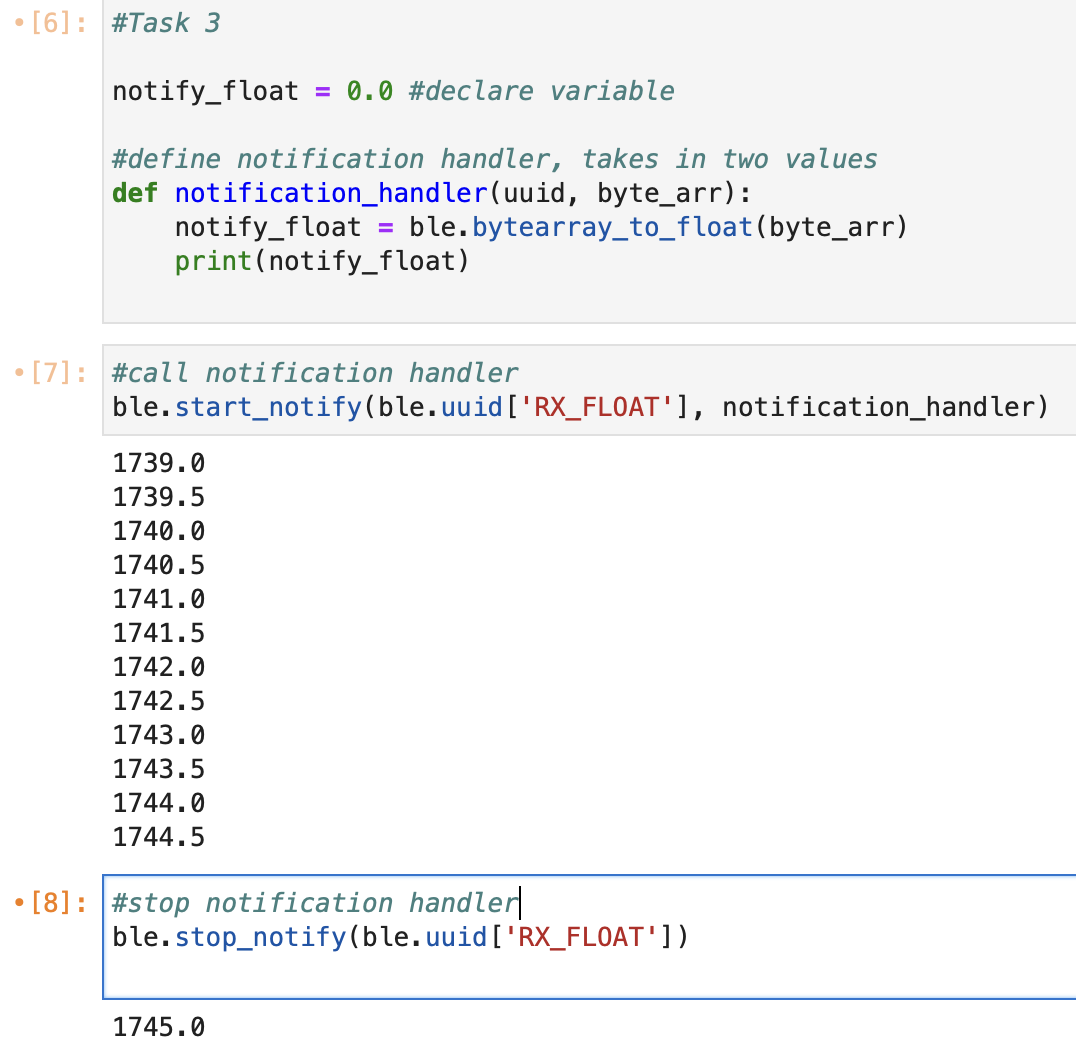 [6]: #Task 3
notify_float = 0.0 #declare variable
#define notification handler, takes in two values
def notification_handler(uuid, byte_arr):
    notify_float = ble.bytearray_to_float(byte_arr)
    print(notify_float)
[7]: #call notification handler
ble.start_notify(ble.uuid['RX_FLOAT'], notification_handler)
1739.0
1739.5
1740.0
1740.5
1741.0
1741.5
1742.0
1742.5
1743.0
1743.5
1744.0
1744.5
[8]: #stop notification handler
ble.stop_notify(ble.uuid['RX_FLOAT'])
1745.0